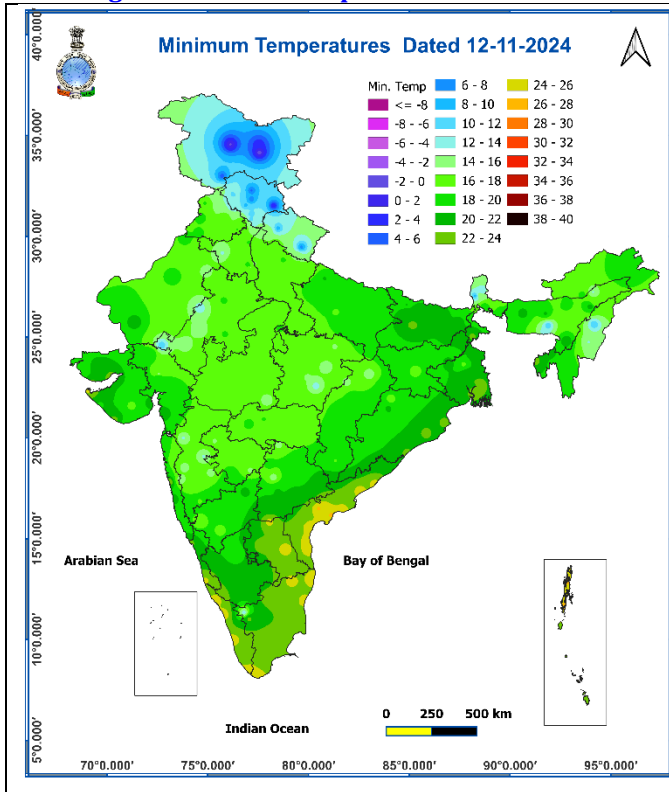 Minimum Temperatures Dated 12-11-2024
Min. Temp
<= -8
-8 - -6
-6 - -4
-4 - -2
-2 - 0
0 - 2
2 - 4
4 - 6
6 - 8
8 - 10
10 - 12
12 - 14
14 - 16
16 - 18
18 - 20
20 - 22
22 - 24
24 - 26
26 - 28
28 - 30
30 - 32
32 - 34
34 - 36
36 - 38
38 - 40
40°0.000'
35°0.000'
30°0.000'
25°0.000'
20°0.000'
15°0.000'
10°0.000'
5°0.000'
Arabian Sea
Bay of Bengal
Indian Ocean
0 250 500 km
70°0.000' 75°0.000' 80°0.000' 85°0.000' 90°0.000' 95°0.000'